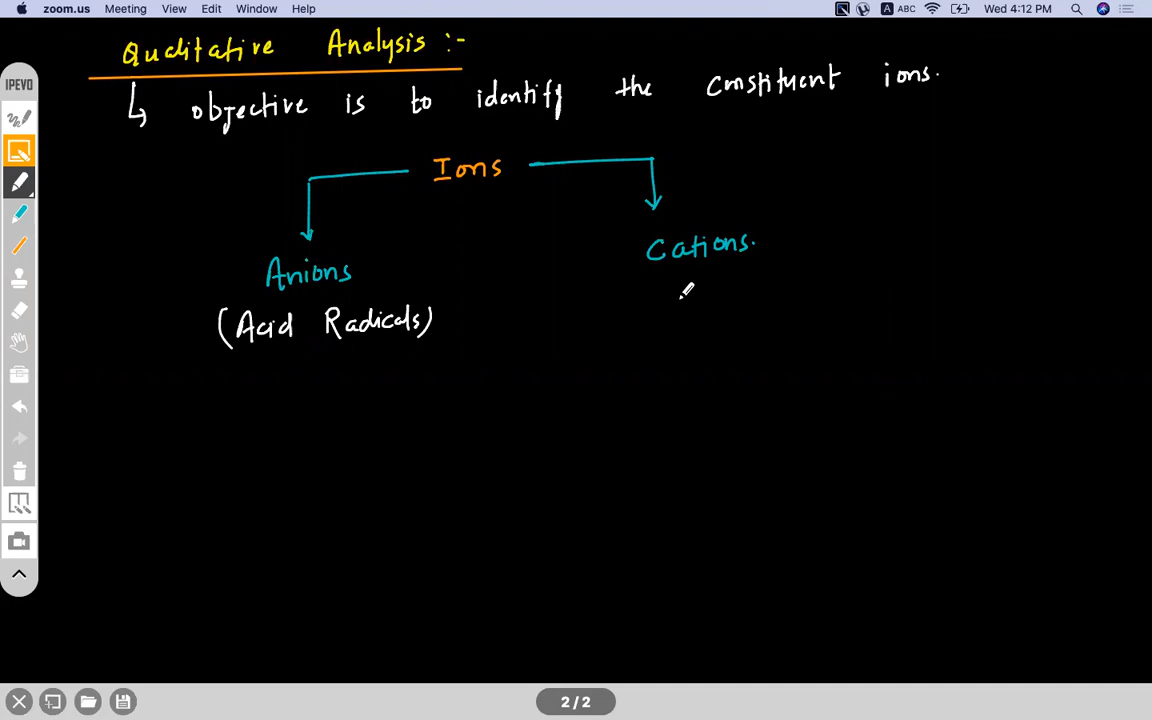 zoom.us Meeting View Edit Window Help
A ABC Wed 4:12 PM
IPEVO
Qualitative Analysis :-
↳ objective is to identify the constituent ions.
Ions
Anions
Cations.
(Acid Radicals)
2/2